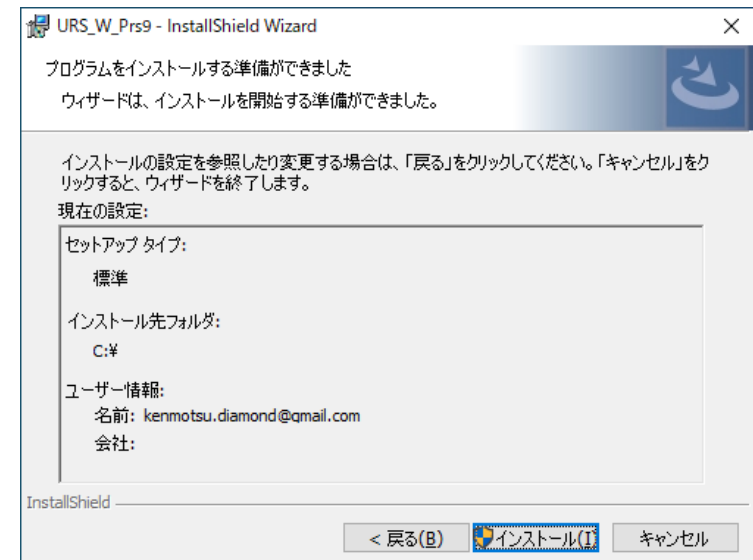 URS_W_Prs9 - InstallShield Wizard
プログラムをインストールする準備ができました
ウィザードは、インストールを開始する準備ができました。
インストールの設定を参照したり変更する場合は、「戻る」をクリックしてください。「キャンセル」をク
リックすると、ウィザードを終了します。
現在の設定:
セットアップ タイプ:
標準
インストール先フォルダ:
C:¥
ユーザー情報:
名前: kenmotsu.diamond@gmail.com
会社:
InstallShield
< 戻る(B) インストール(I) キャンセル